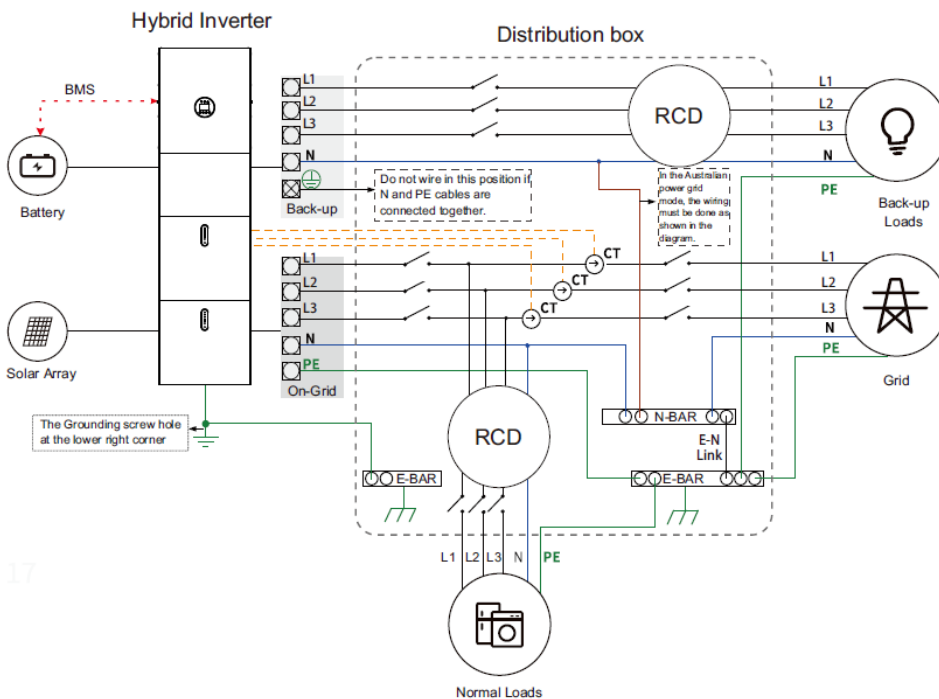 Hybrid Inverter
Distribution box
BMS
Battery
Solar Array
L1
L2
L3
N
Back-up
Do not wire in this position if
N and PE cables are
connected together.
RCD
In the Australian
power grid
mode, the wiring
must be done as
shown in the
diagram.
L1
L2
L3
N
PE
Back-up
Loads
L1
L2
L3
N
PE
On-Grid
CT
CT
CT
L1
L2
L3
N
PE
Grid
The Grounding screw hole
at the lower right corner
RCD
N-BAR
E-N
Link
E-BAR
E-BAR
L1 L2 L3 N PE
Normal Loads
17